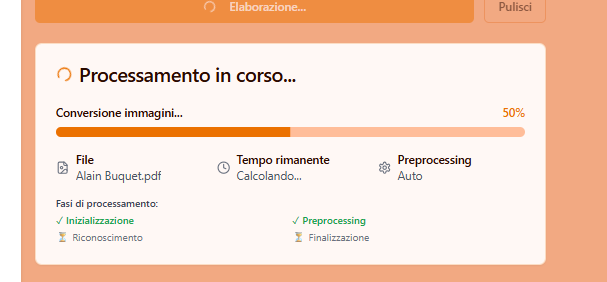 Elaborazione...
Pulisci
Processamento in corso...
Conversione immagini...
50%
File
Alain Buquet.pdf
Tempo rimanente
Calcolando...
Preprocessing
Auto
Fasi di processamento:
✓ Inizializzazione
✓ Preprocessing
⏳ Riconoscimento
⏳ Finalizzazione